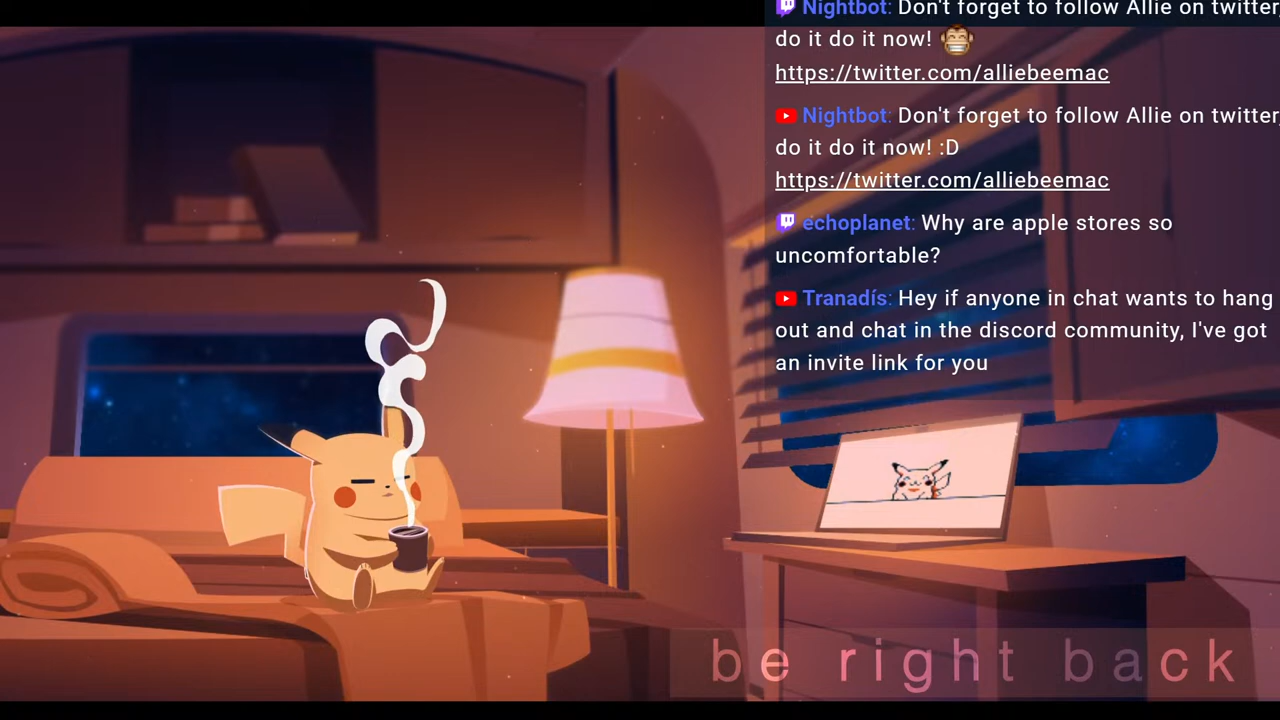 Nightbot: Don't forget to follow Allie on twitter,
do it do it now!
https://twitter.com/alliebeemac
Nightbot: Don't forget to follow Allie on twitter,
do it do it now! :D
https://twitter.com/alliebeemac
echoplanet: Why are apple stores so
uncomfortable?
Tranadís: Hey if anyone in chat wants to hang
out and chat in the discord community, I've got
an invite link for you
be right back